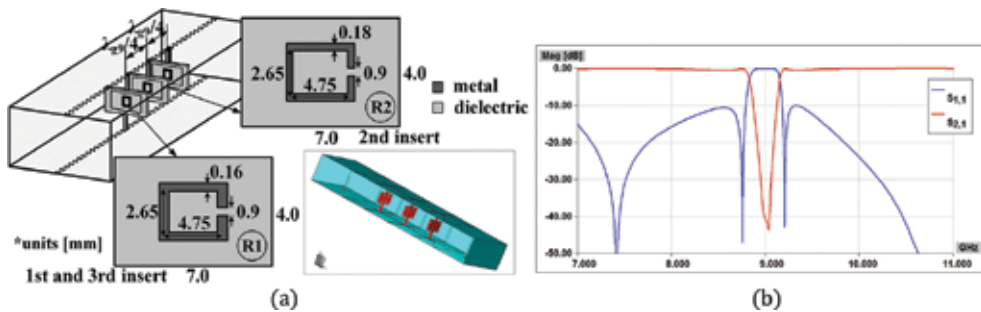 0.18
2.65
4.75
0.9
4.0
R2
metal
dielectric
7.0 2nd insert
0.16
2.65
4.75
0.9
4.0
R1
*units [mm]
1st and 3rd insert 7.0
(a)
Mag [dB]
0.00
-10.00
-20.00
-30.00
-40.00
-50.00
7.000
8.000
9.000
10.000
11.000
GHz
S1,1
S2,1
(b)